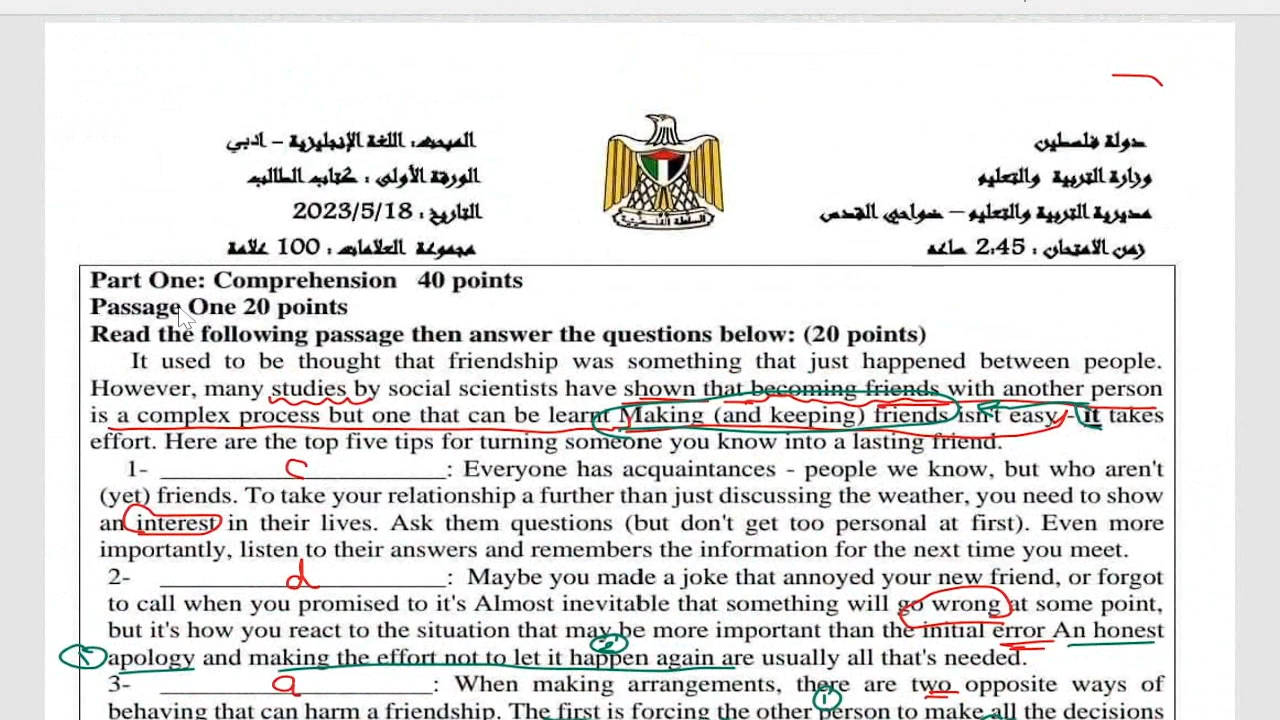 دولة فلسطين
وزارة التربية والتعليم
مديرية التربية والتعليم – ضواحي القدس
زمن الامتحان : 2.45 ساعة
السلطة الفلسطينية
المبحث: اللغة الإنجليزية – ادبي
الورقة الأولى : كتاب الطالب
التاريخ : 2023/5/18
مجموعة العلامات : 100 علامة
Part One: Comprehension 40 points
Passage One 20 points
Read the following passage then answer the questions below: (20 points)
It used to be thought that friendship was something that just happened between people.
However, many studies by social scientists have shown that becoming friends with another person
is a complex process but one that can be learnt. Making (and keeping) friends isn't easy - it takes
effort. Here are the top five tips for turning someone you know into a lasting friend.
1- c : Everyone has acquaintances - people we know, but who aren't
(yet) friends. To take your relationship a further than just discussing the weather, you need to show
an interest in their lives. Ask them questions (but don't get too personal at first). Even more
importantly, listen to their answers and remembers the information for the next time you meet.
2- d : Maybe you made a joke that annoyed your new friend, or forgot
to call when you promised to it's Almost inevitable that something will go wrong at some point,
but it's how you react to the situation that may be more important than the initial error An honest
apology and making the effort not to let it happen again are usually all that's needed.
3- a : When making arrangements, there are two opposite ways of
behaving that can harm a friendship. The first is forcing the other person to make all the decisions